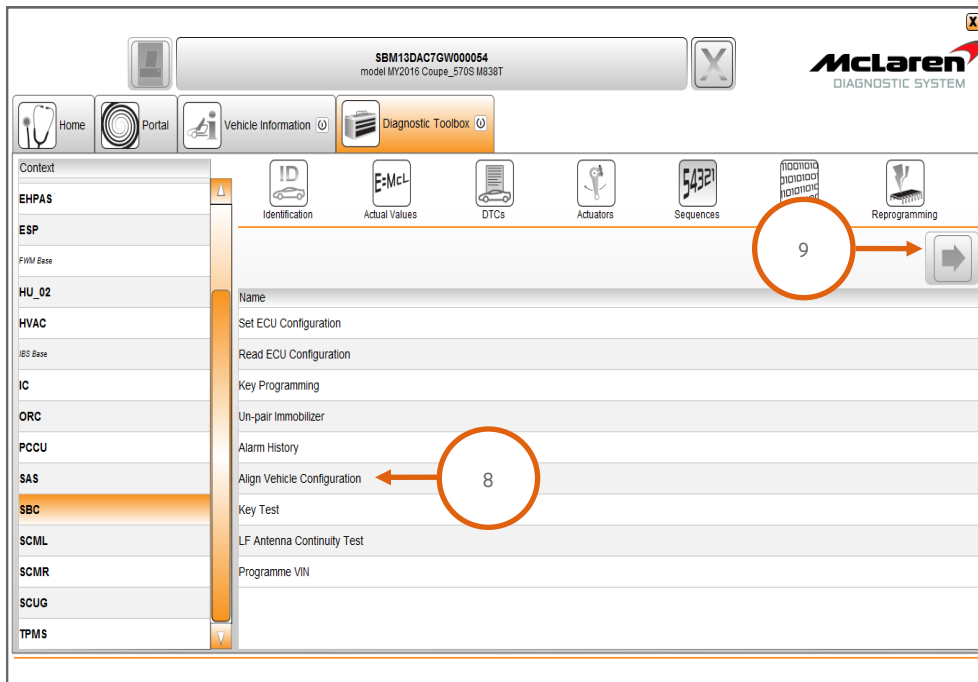 X
SBM13DAC7GW000054
model MY2016 Coupe_570S M838T
X
McLaren
DIAGNOSTIC SYSTEM
Home
Portal
Vehicle Information
Diagnostic Toolbox
Context
EHPAS
ESP
FWM Base
HU_02
HVAC
IBS Base
IC
ORC
PCCU
SAS
SBC
SCML
SCMR
SCUG
TPMS
ID
Identification
E=McL
Actual Values
DTCs
Actuators
54321
Sequences
Reprogramming
9
Name
Set ECU Configuration
Read ECU Configuration
Key Programming
Un-pair Immobilizer
Alarm History
Align Vehicle Configuration
8
Key Test
LF Antenna Continuity Test
Programme VIN